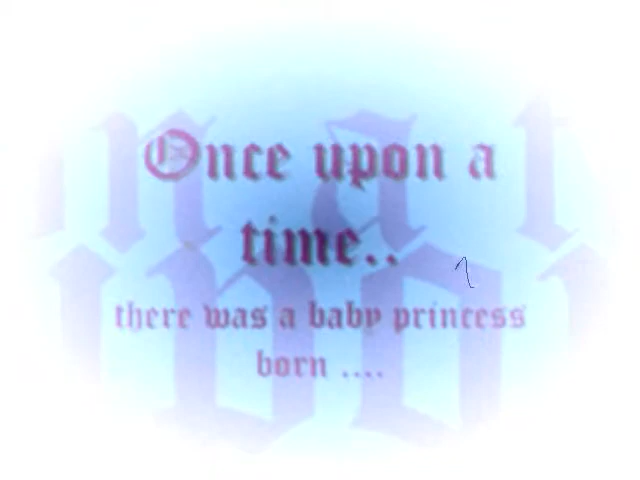 Once upon a
time..
there was a baby princess
born ....